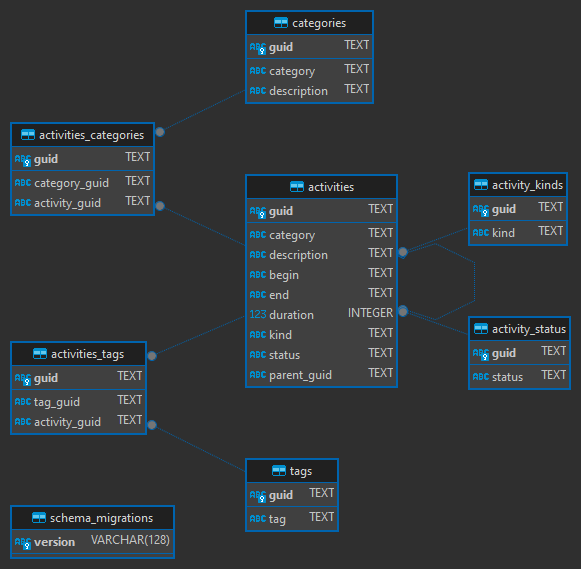 categories
ABC guid TEXT
ABC category TEXT
ABC description TEXT
activities_categories
ABC guid TEXT
ABC category_guid TEXT
ABC activity_guid TEXT
activities
ABC guid TEXT
ABC category TEXT
ABC description TEXT
ABC begin TEXT
ABC end TEXT
123 duration INTEGER
ABC kind TEXT
ABC status TEXT
ABC parent_guid TEXT
activity_kinds
ABC guid TEXT
ABC kind TEXT
activity_status
ABC guid TEXT
ABC status TEXT
activities_tags
ABC guid TEXT
ABC tag_guid TEXT
ABC activity_guid TEXT
tags
ABC guid TEXT
ABC tag TEXT
schema_migrations
ABC version VARCHAR(128)